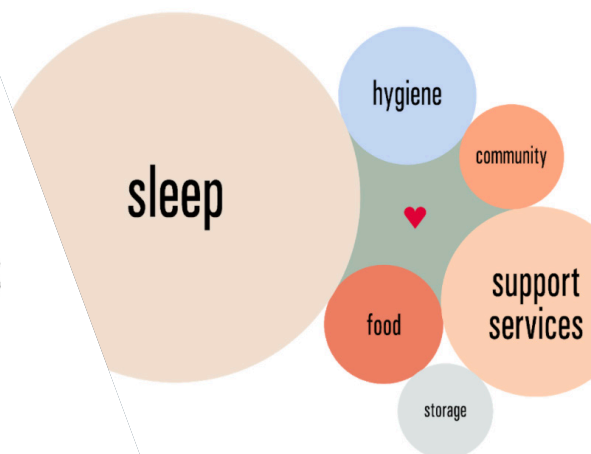 hygiene
community
sleep
support
services
food
storage